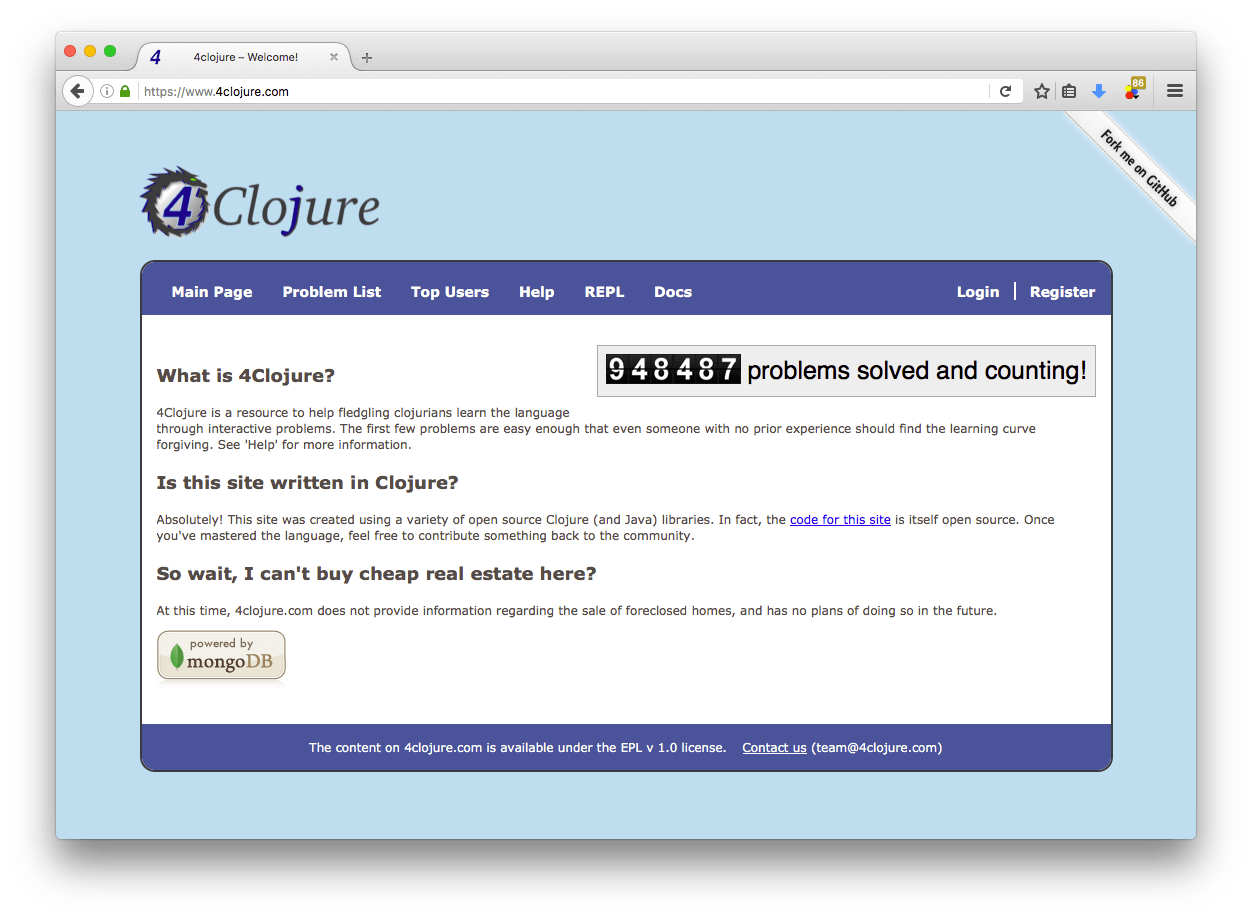 4 4clojure – Welcome!
https://www.4clojure.com
86
Fork me on GitHub
4Clojure
Main Page Problem List Top Users Help REPL Docs Login Register
948487 problems solved and counting!
What is 4Clojure?
4Clojure is a resource to help fledgling clojurians learn the language
through interactive problems. The first few problems are easy enough that even someone with no prior experience should find the learning curve
forgiving. See 'Help' for more information.
Is this site written in Clojure?
Absolutely! This site was created using a variety of open source Clojure (and Java) libraries. In fact, the code for this site is itself open source. Once
you've mastered the language, feel free to contribute something back to the community.
So wait, I can't buy cheap real estate here?
At this time, 4clojure.com does not provide information regarding the sale of foreclosed homes, and has no plans of doing so in the future.
powered by
mongoDB
The content on 4clojure.com is available under the EPL v 1.0 license. Contact us (team@4clojure.com)